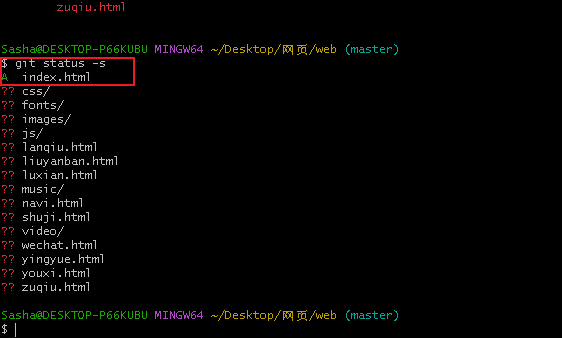 zuqiu.html
Sasha@DESKTOP-P66KUBU MINGW64 ~/Desktop/网页/web (master)
$ git status -s
A  index.html
?? css/
?? fonts/
?? images/
?? js/
?? lanqiu.html
?? liuyanban.html
?? luxian.html
?? music/
?? navi.html
?? shuji.html
?? video/
?? wechat.html
?? yingyue.html
?? youxi.html
?? zuqiu.html
Sasha@DESKTOP-P66KUBU MINGW64 ~/Desktop/网页/web (master)
$